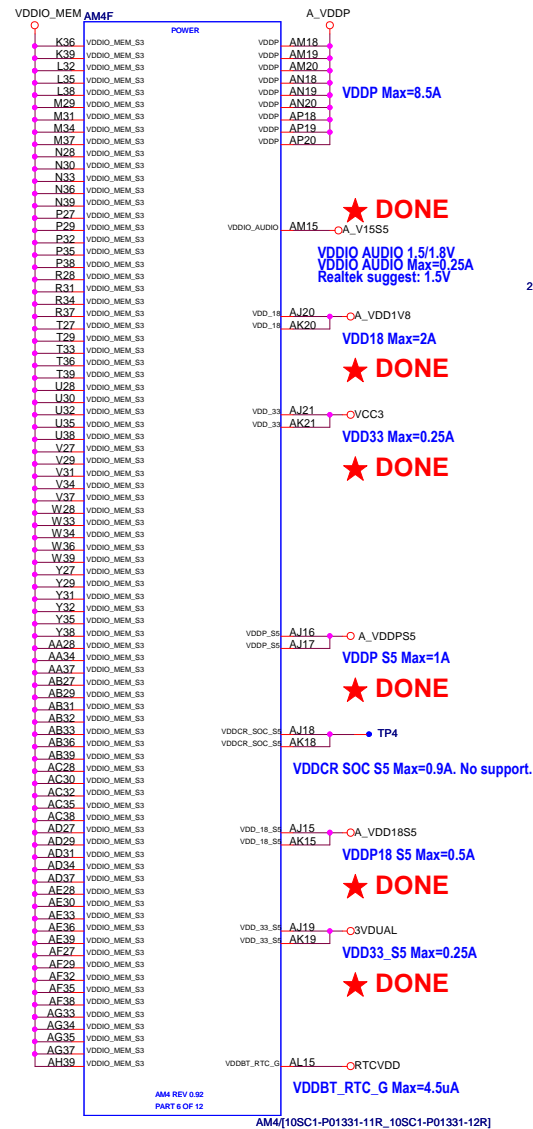 VDDIO_MEM
AM4F
A_VDDP
POWER
K36 VDDIO_MEM_S3 VDDP AM18
K39 VDDIO_MEM_S3 VDDP AM19
L32 VDDIO_MEM_S3 VDDP AM20
L35 VDDIO_MEM_S3 VDDP AN18
L38 VDDIO_MEM_S3 VDDP AN19
M29 VDDIO_MEM_S3 VDDP AN20
VDDP Max=8.5A
M31 VDDIO_MEM_S3 VDDP AP18
M34 VDDIO_MEM_S3 VDDP AP19
M37 VDDIO_MEM_S3 VDDP AP20
N28 VDDIO_MEM_S3
N30 VDDIO_MEM_S3
N33 VDDIO_MEM_S3
N36 VDDIO_MEM_S3
N39 VDDIO_MEM_S3
P27 VDDIO_MEM_S3
★ DONE
P29 VDDIO_MEM_S3 VDDIO_AUDIO AM15 A_V15S5
P32 VDDIO_MEM_S3
P35 VDDIO_MEM_S3
VDDIO AUDIO 1.5/1.8V
P38 VDDIO_MEM_S3
VDDIO AUDIO Max=0.25A
R28 VDDIO_MEM_S3
Realtek suggest: 1.5V
2
R31 VDDIO_MEM_S3
R34 VDDIO_MEM_S3
R37 VDDIO_MEM_S3 VDD_18 AJ20 A_VDD1V8
T27 VDDIO_MEM_S3 VDD_18 AK20
T29 VDDIO_MEM_S3
VDD18 Max=2A
T33 VDDIO_MEM_S3
T36 VDDIO_MEM_S3
★ DONE
T39 VDDIO_MEM_S3
U28 VDDIO_MEM_S3
U30 VDDIO_MEM_S3
U32 VDDIO_MEM_S3 VDD_33 AJ21 VCC3
U35 VDDIO_MEM_S3 VDD_33 AK21
U38 VDDIO_MEM_S3
VDD33 Max=0.25A
V27 VDDIO_MEM_S3
V29 VDDIO_MEM_S3
V31 VDDIO_MEM_S3
★ DONE
V34 VDDIO_MEM_S3
V37 VDDIO_MEM_S3
W28 VDDIO_MEM_S3
W33 VDDIO_MEM_S3
W34 VDDIO_MEM_S3
W36 VDDIO_MEM_S3
W39 VDDIO_MEM_S3
Y27 VDDIO_MEM_S3
Y29 VDDIO_MEM_S3
Y31 VDDIO_MEM_S3
Y32 VDDIO_MEM_S3
Y35 VDDIO_MEM_S3
Y38 VDDIO_MEM_S3 VDDP_S5 AJ16 A_VDDPS5
AA28 VDDIO_MEM_S3 VDDP_S5 AJ17
AA34 VDDIO_MEM_S3
VDDP S5 Max=1A
AA37 VDDIO_MEM_S3
AB27 VDDIO_MEM_S3
★ DONE
AB29 VDDIO_MEM_S3
AB31 VDDIO_MEM_S3
AB32 VDDIO_MEM_S3
AB33 VDDIO_MEM_S3 VDDCR_SOC_S5 AJ18 TP4
AB36 VDDIO_MEM_S3 VDDCR_SOC_S5 AK18
AB39 VDDIO_MEM_S3
AC28 VDDIO_MEM_S3
VDDCR SOC S5 Max=0.9A. No support.
AC30 VDDIO_MEM_S3
AC32 VDDIO_MEM_S3
AC35 VDDIO_MEM_S3
AC38 VDDIO_MEM_S3
AD27 VDDIO_MEM_S3 VDD_18_S5 AJ15 A_VDD18S5
AD29 VDDIO_MEM_S3 VDD_18_S5 AK15
AD31 VDDIO_MEM_S3
VDDP18 S5 Max=0.5A
AD34 VDDIO_MEM_S3
AD37 VDDIO_MEM_S3
★ DONE
AE28 VDDIO_MEM_S3
AE30 VDDIO_MEM_S3
AE33 VDDIO_MEM_S3
AE36 VDDIO_MEM_S3 VDD_33_S5 AJ19 3VDUAL
AE39 VDDIO_MEM_S3 VDD_33_S5 AK19
AF27 VDDIO_MEM_S3
VDD33_S5 Max=0.25A
AF29 VDDIO_MEM_S3
AF32 VDDIO_MEM_S3
★ DONE
AF35 VDDIO_MEM_S3
AF38 VDDIO_MEM_S3
AG33 VDDIO_MEM_S3
AG34 VDDIO_MEM_S3
AG35 VDDIO_MEM_S3
AG37 VDDIO_MEM_S3
AH39 VDDIO_MEM_S3 VDDBT_RTC_G AL15 RTCVDD
VDDBT_RTC_G Max=4.5uA
AM4 REV 0.92
PART 6 OF 12
AM4/[10SC1-P01331-11R_10SC1-P01331-12R]